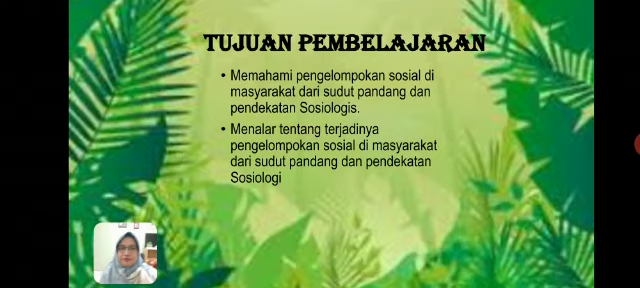 TUJUAN PEMBELAJARAN
• Memahami pengelompokan sosial di
masyarakat dari sudut pandang dan
pendekatan Sosiologis.
• Menalar tentang terjadinya
pengelompokan sosial di masyarakat
dari sudut pandang dan pendekatan
Sosiologi